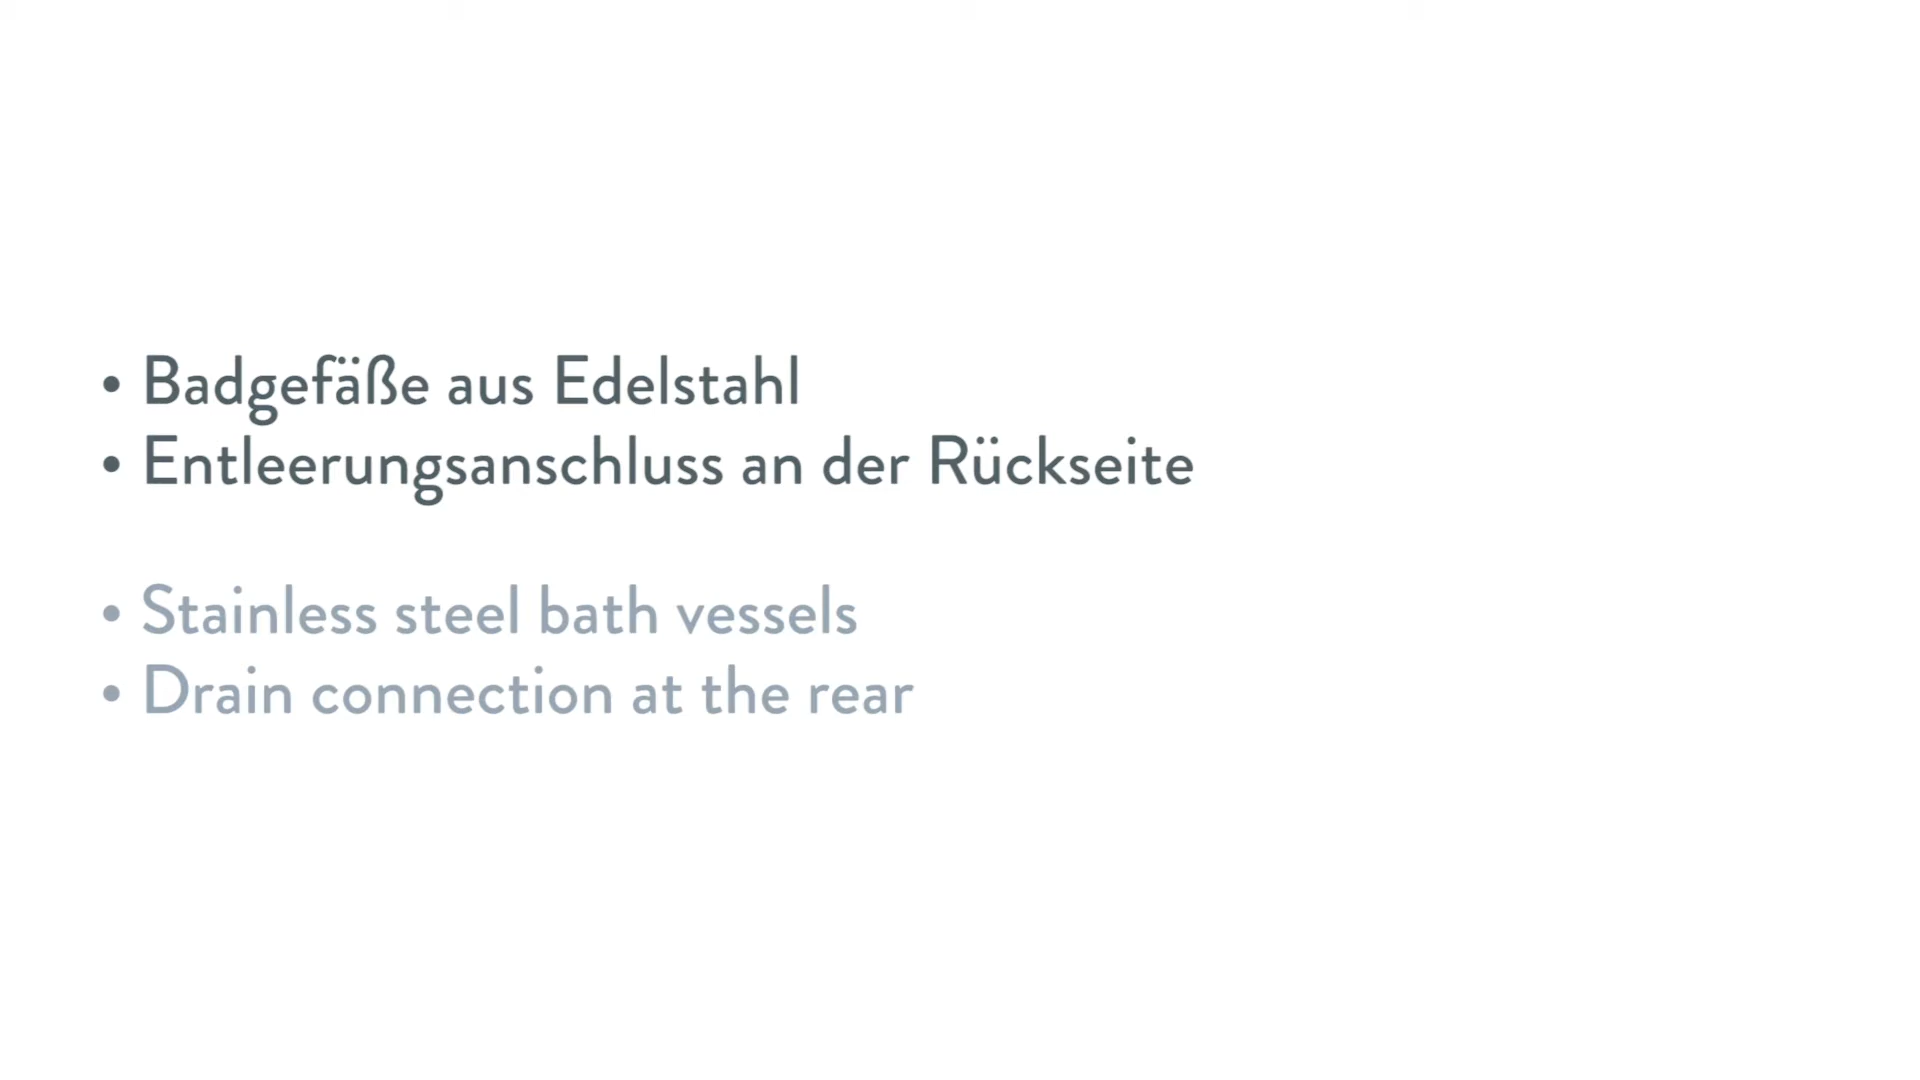 • Badgefäße aus Edelstahl
• Entleerungsanschluss an der Rückseite
• Stainless steel bath vessels
• Drain connection at the rear